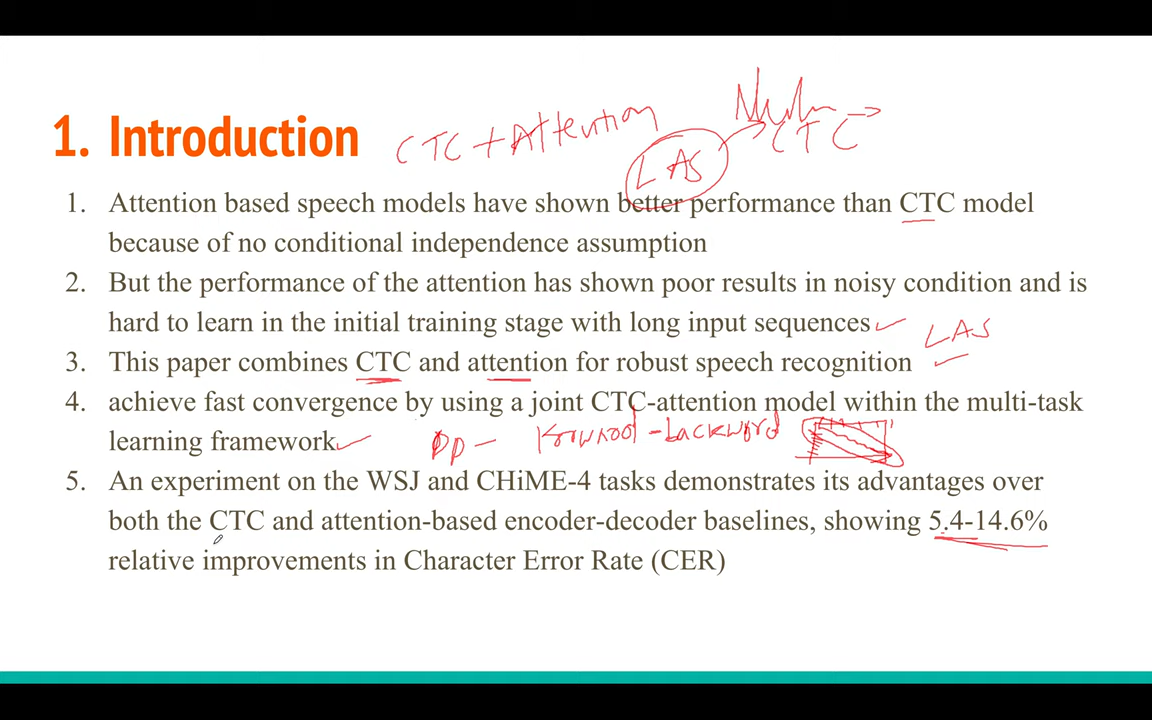 1. Introduction
CTC + Attention
LAS
CTC
1. Attention based speech models have shown better performance than CTC model
because of no conditional independence assumption
2. But the performance of the attention has shown poor results in noisy condition and is
hard to learn in the initial training stage with long input sequences
LAS
3. This paper combines CTC and attention for robust speech recognition
4. achieve fast convergence by using a joint CTC-attention model within the multi-task
learning framework
Dp - -backword
5. An experiment on the WSJ and CHiME-4 tasks demonstrates its advantages over
both the CTC and attention-based encoder-decoder baselines, showing 5.4-14.6%
relative improvements in Character Error Rate (CER)